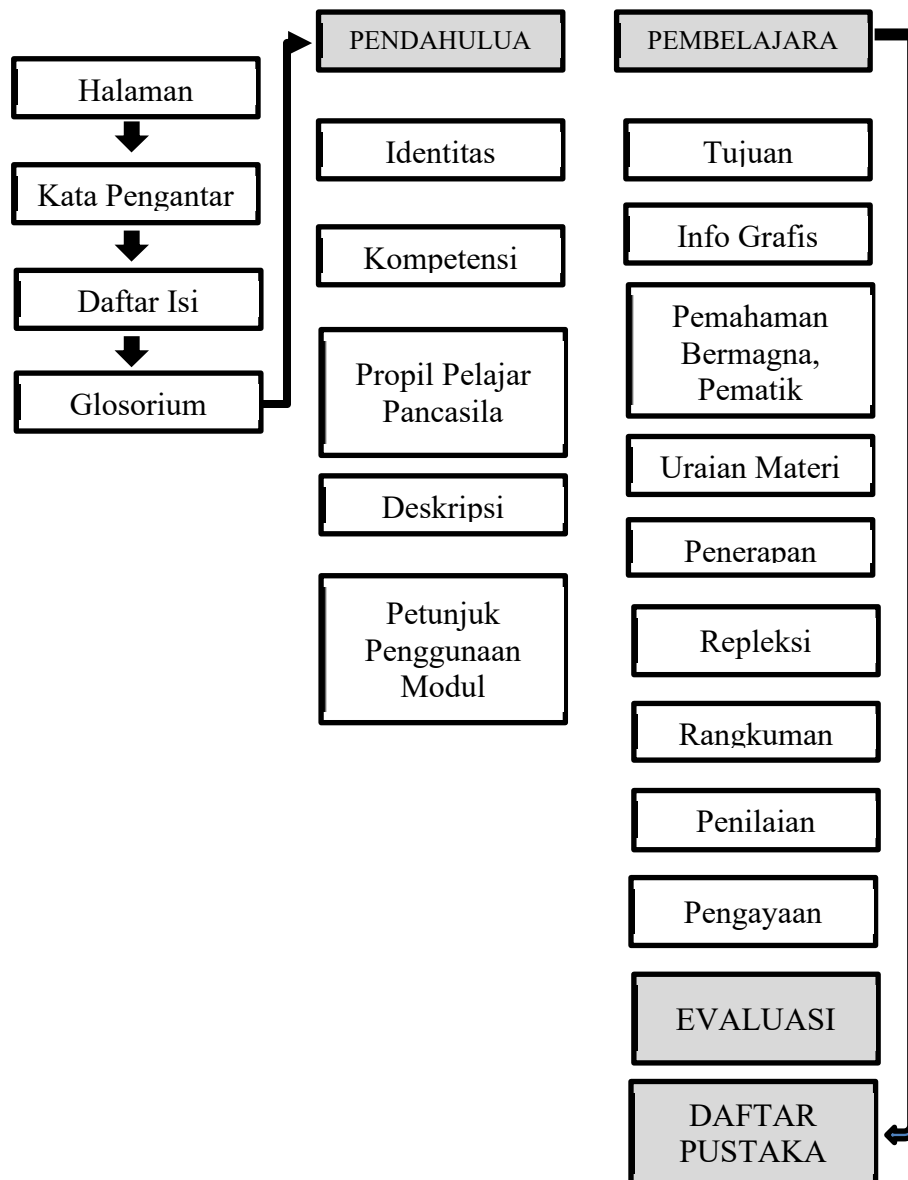 Halaman
Kata Pengantar
Daftar Isi
Glosorium
PENDAHULUA
Identitas
Kompetensi
Propil Pelajar
Pancasila
Deskripsi
Petunjuk
Penggunaan
Modul
PEMBELAJARA
Tujuan
Info Grafis
Pemahaman
Bermagna,
Pematik
Uraian Materi
Penerapan
Repleksi
Rangkuman
Penilaian
Pengayaan
EVALUASI
DAFTAR
PUSTAKA